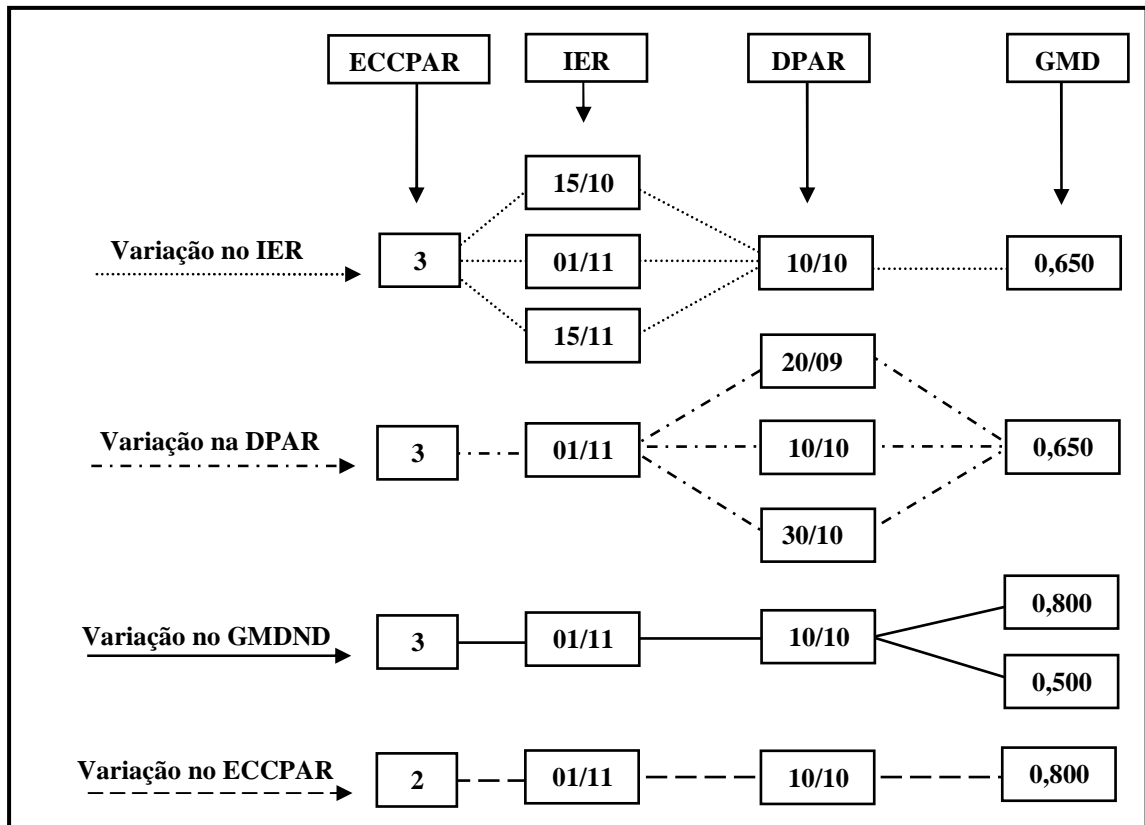 ECCPAR IER DPAR GMD
15/10
Variação no IER 3 01/11 10/10 0,650
15/11
20/09
Variação na DPAR 3 01/11 10/10 0,650
30/10
0,800
Variação no GMDND 3 01/11 10/10
0,500
Variação no ECCPAR 2 01/11 10/10 0,800